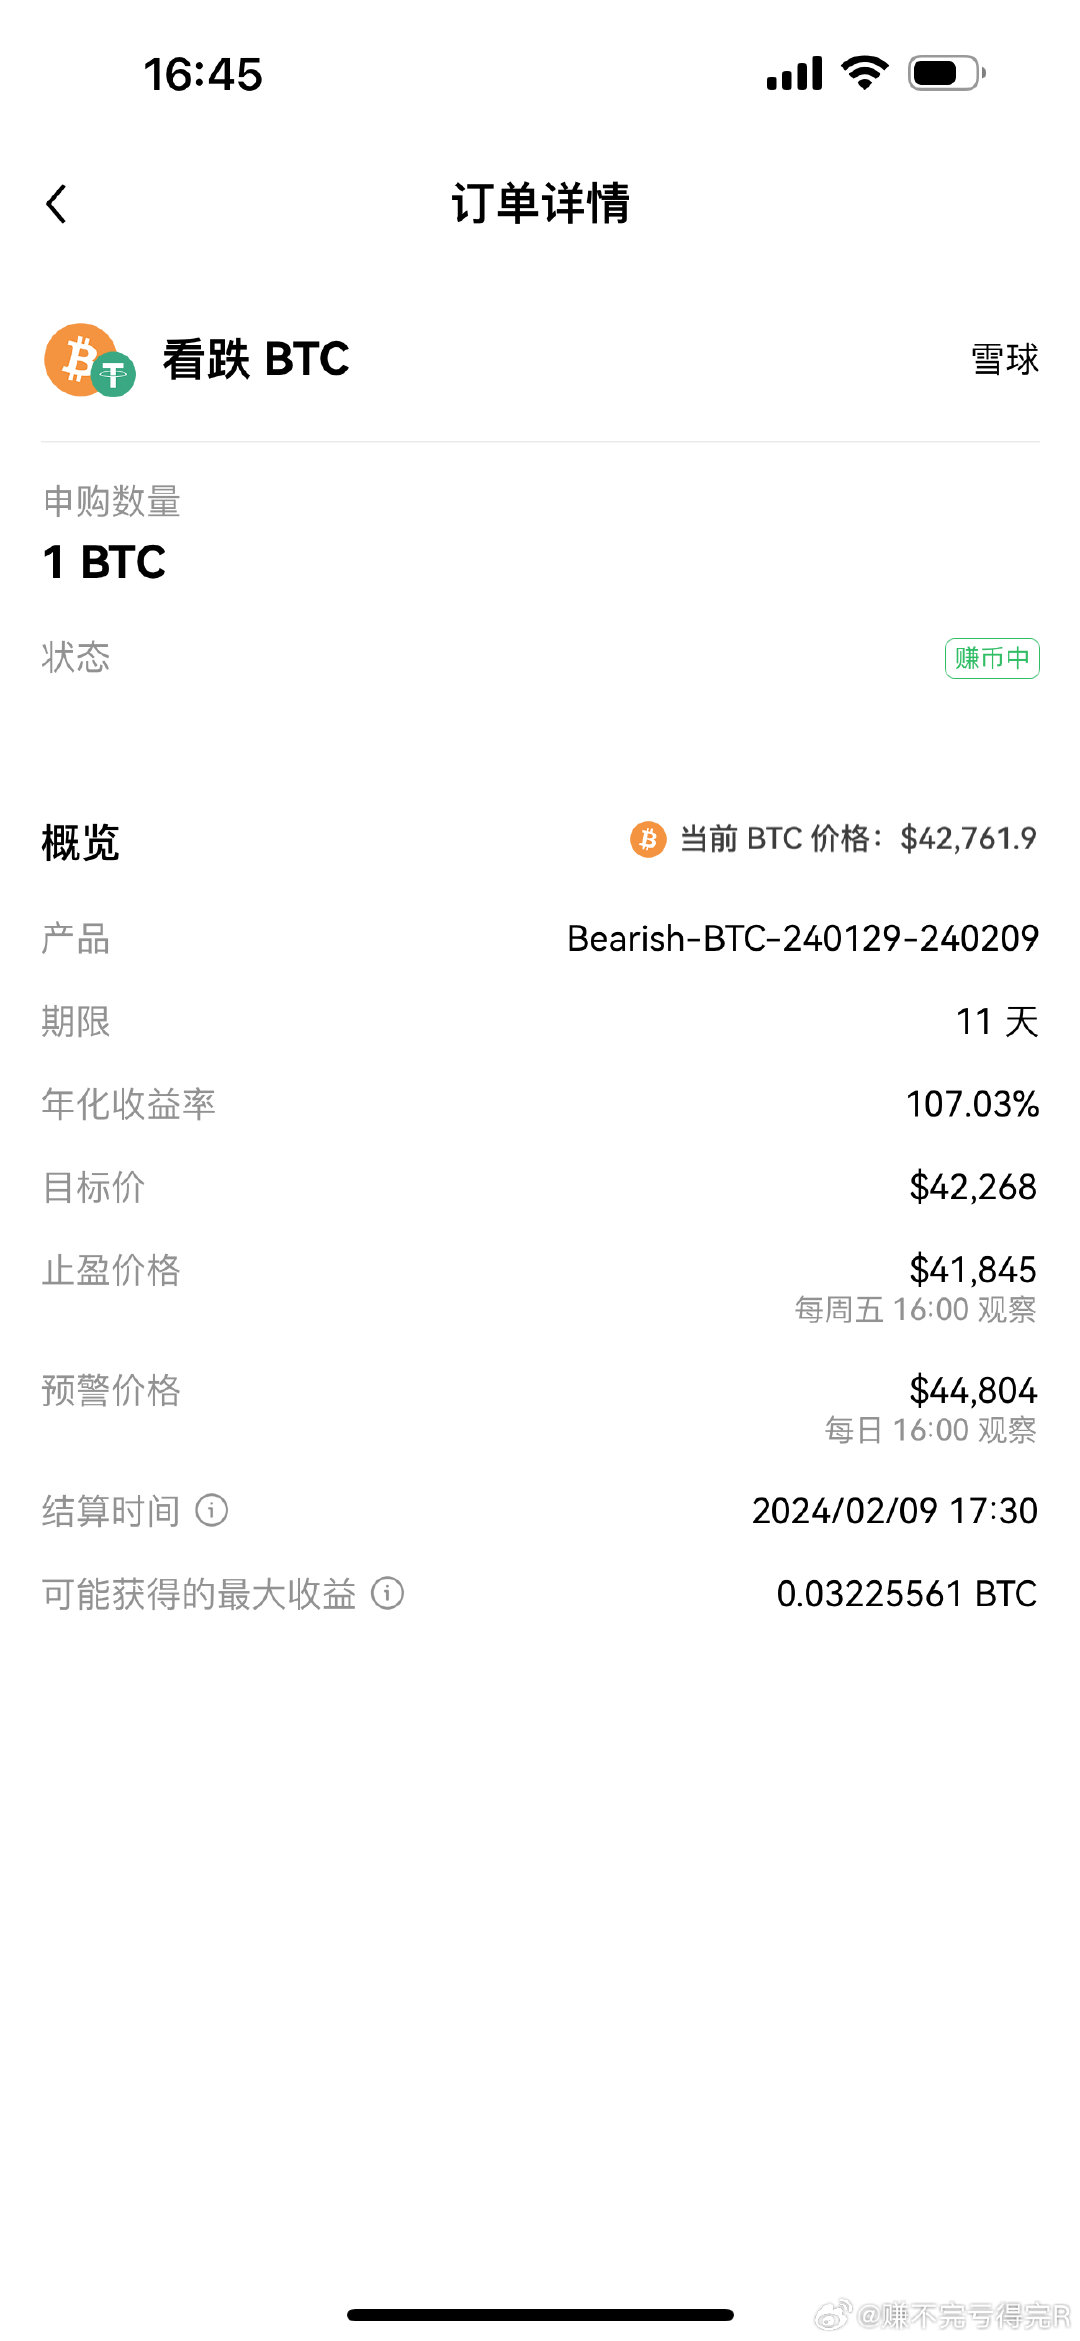 16:45
订单详情
看跌 BTC
雪球
申购数量
1 BTC
状态
赚币中
概览
当前 BTC 价格：$42,761.9
产品
Bearish-BTC-240129-240209
期限
11 天
年化收益率
107.03%
目标价
$42,268
止盈价格
$41,845
每周五 16:00 观察
预警价格
$44,804
每日 16:00 观察
结算时间
2024/02/09 17:30
可能获得的最大收益
0.03225561 BTC
@赚不完亏得完R